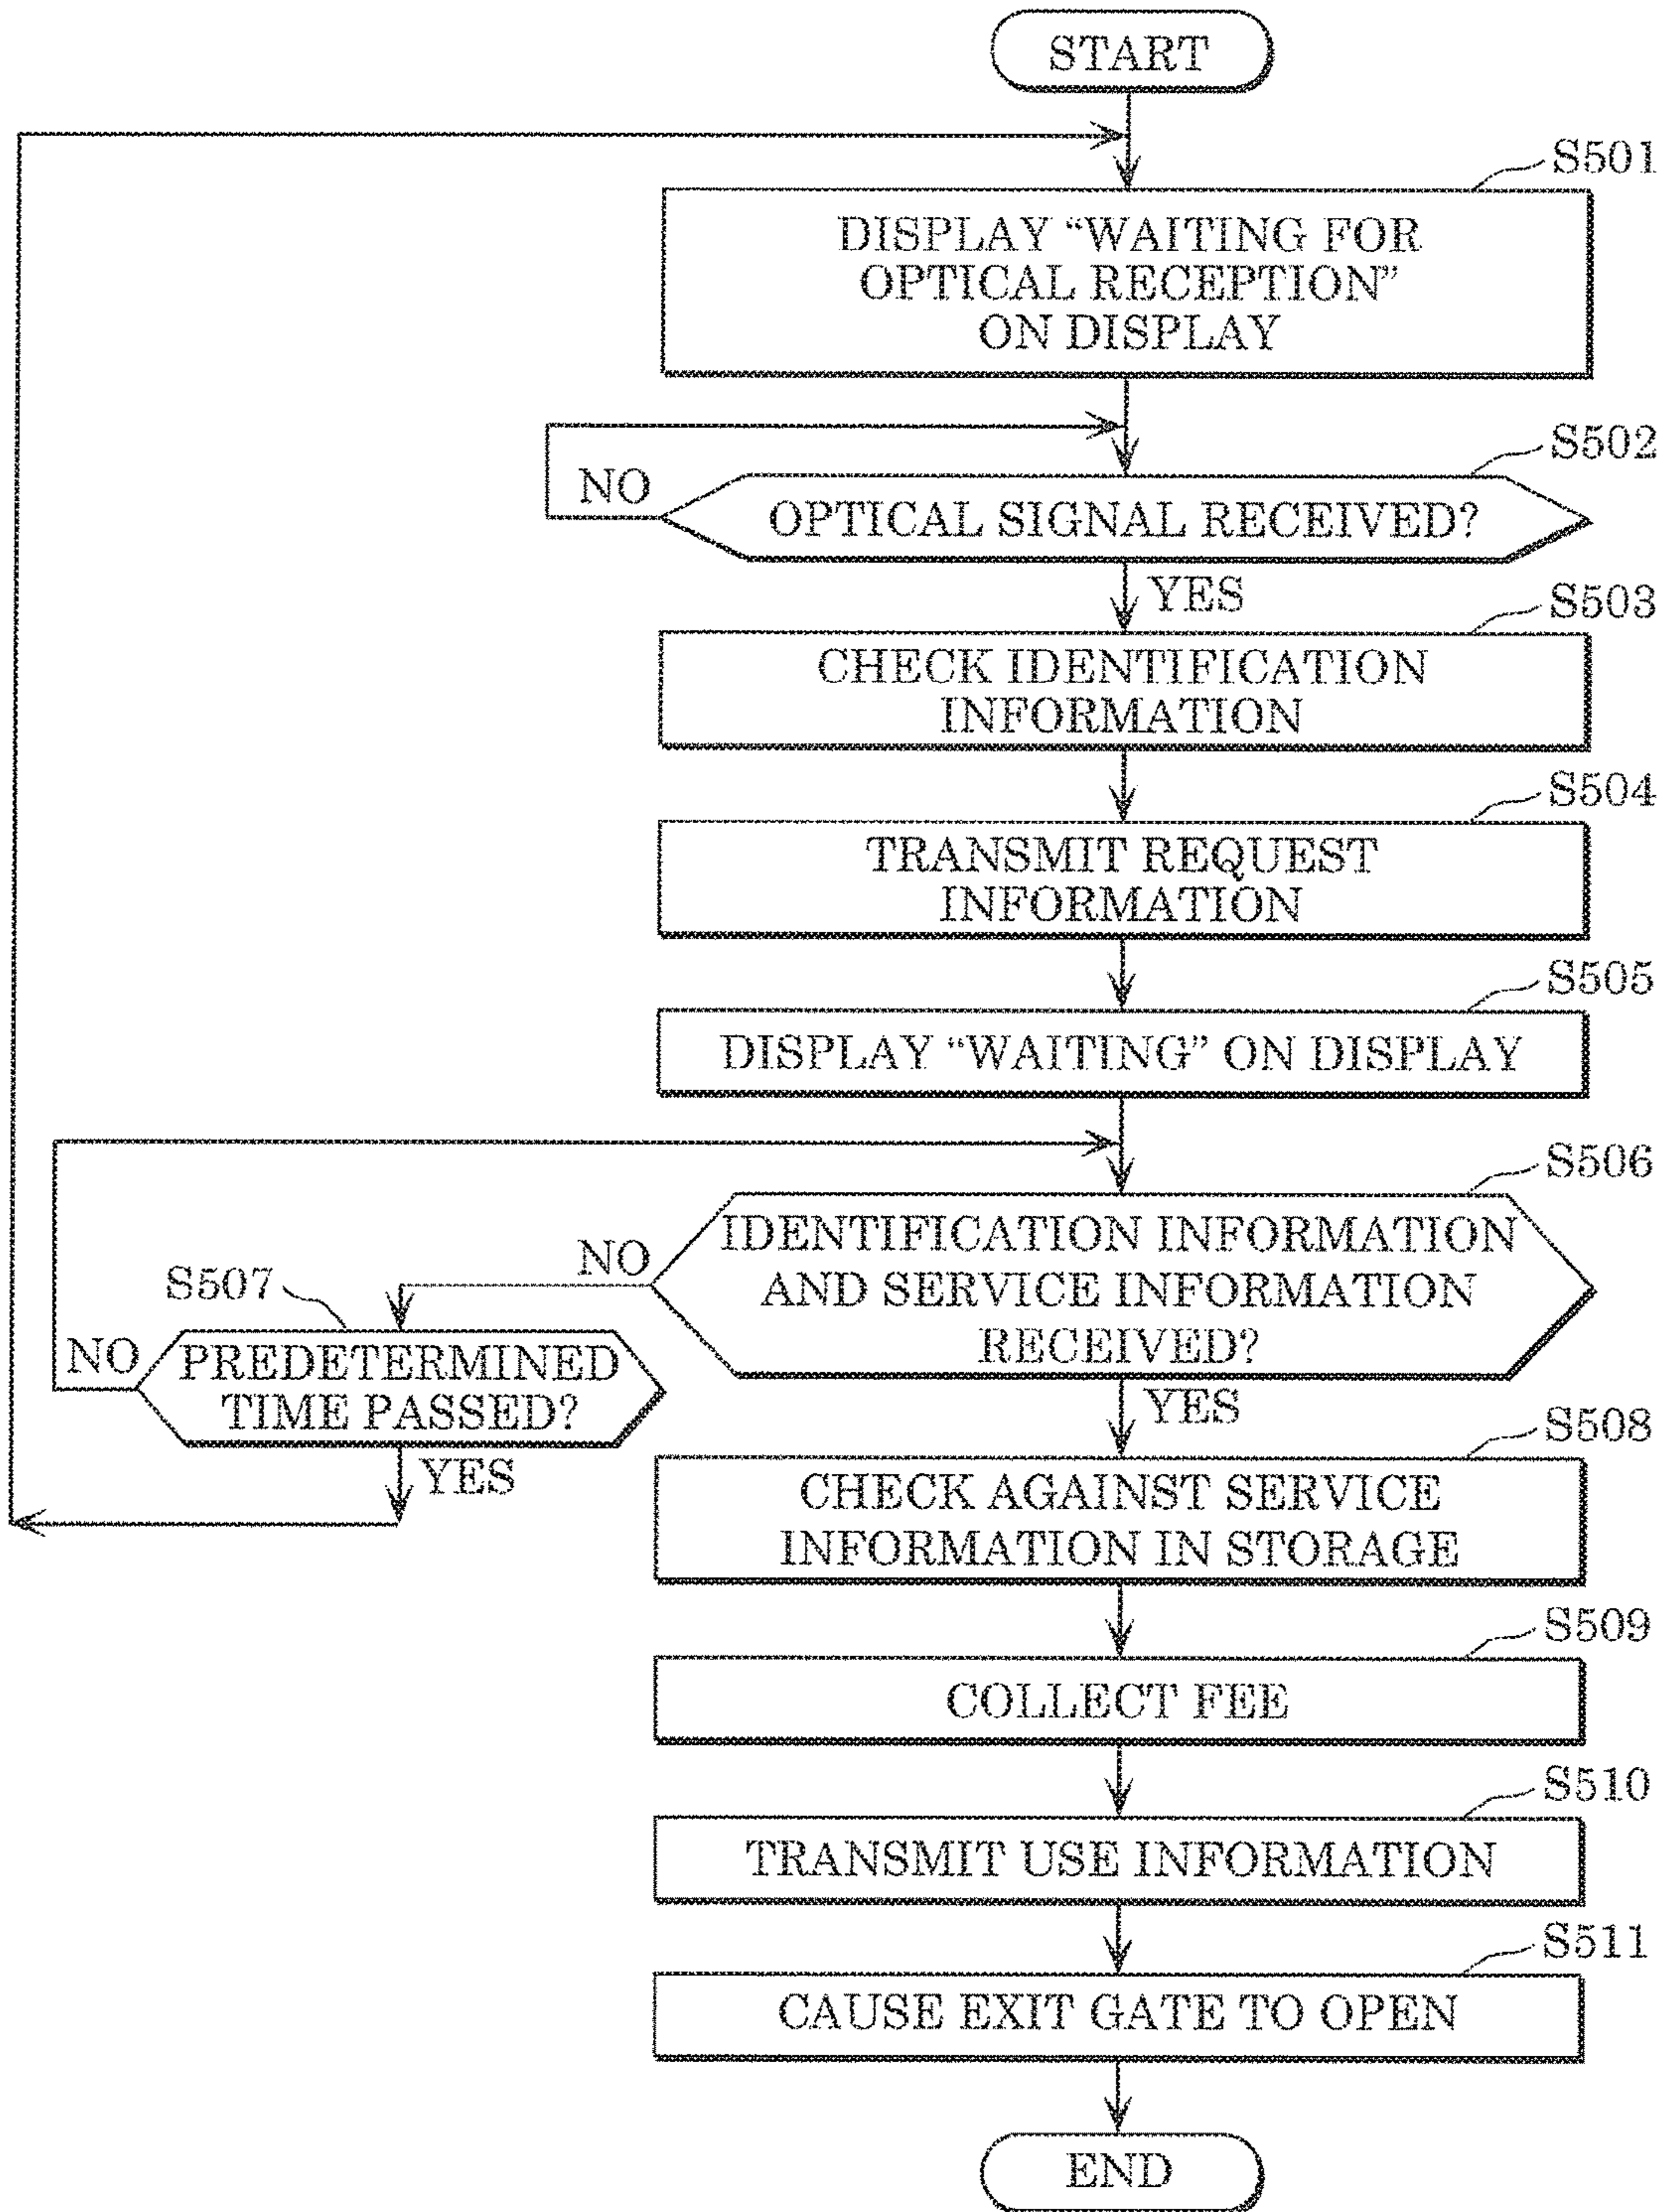 START
S501
DISPLAY “WAITING FOR
OPTICAL RECEPTION”
ON DISPLAY
S502
NO
OPTICAL SIGNAL RECEIVED?
YES
S503
CHECK IDENTIFICATION
INFORMATION
S504
TRANSMIT REQUEST
INFORMATION
S505
DISPLAY “WAITING” ON DISPLAY
S506
IDENTIFICATION INFORMATION
AND SERVICE INFORMATION
RECEIVED?
NO
S507
NO
PREDETERMINED
TIME PASSED?
YES
YES
S508
CHECK AGAINST SERVICE
INFORMATION IN STORAGE
S509
COLLECT FEE
S510
TRANSMIT USE INFORMATION
S511
CAUSE EXIT GATE TO OPEN
END